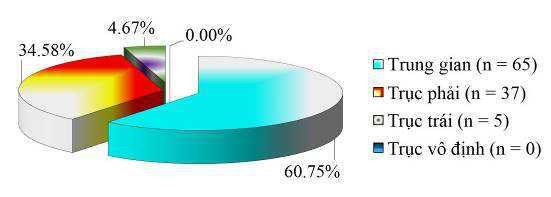 4.67%
0.00%
34.58%
60.75%
Trung gian (n = 65)
Trục phải (n = 37)
Trục trái (n = 5)
Trục vô định (n = 0)